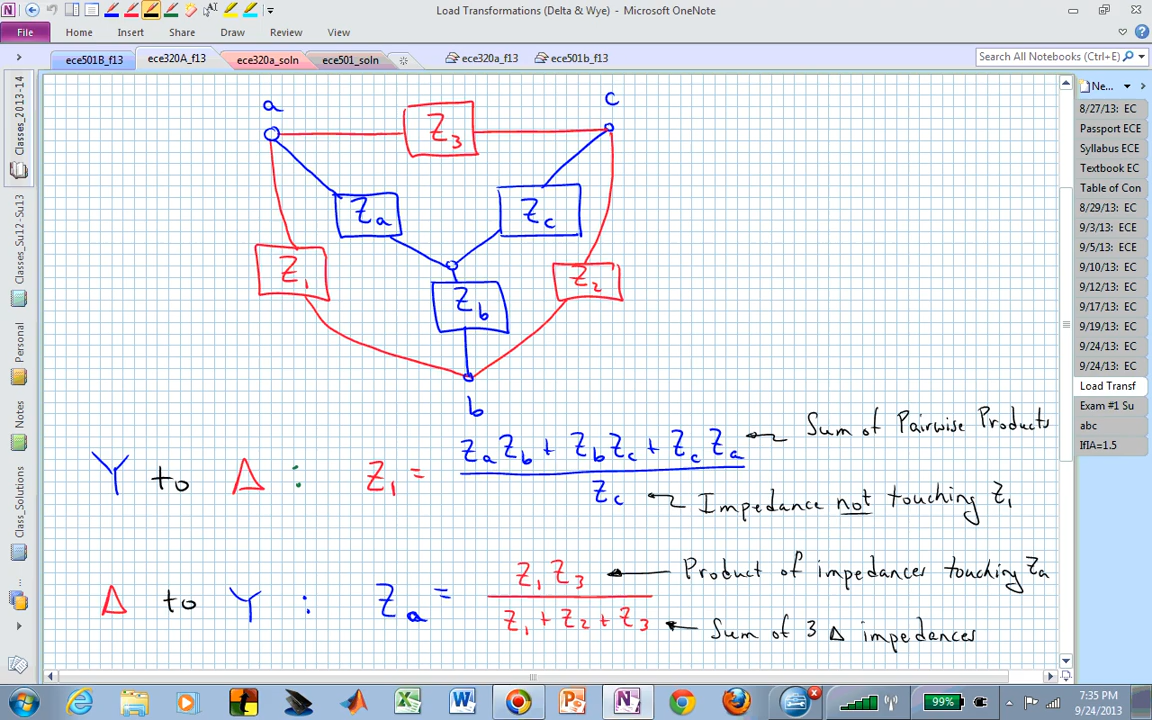 Load Transformations (Delta & Wye) - Microsoft OneNote
File Home Insert Share Draw Review View
ece501B_f13 ece320A_f13 ece320a_soln ece501_soln ece320a_f13 ece501b_f13
Search All Notebooks (Ctrl+E)
Classes_2013-14
Classes_Su12-Su13
Personal
Notes
Class_Solutions
a
c
Z3
Za
Zc
Z1
Z2
Zb
b
Y to Δ : Z1 = (ZaZb + ZbZc + ZcZa) / Zc
← Sum of Pairwise Products
← Impedance not touching Z1
Δ to Y : Za = Z1Z3 / (Z1 + Z2 + Z3)
← Product of impedances touching Za
← Sum of 3 Δ impedances
Ne...
8/27/13: EC
Passport ECE
Syllabus ECE
Textbook EC
Table of Con
8/29/13: EC
9/3/13: ECE
9/5/13: ECE
9/10/13: EC
9/12/13: EC
9/17/13: EC
9/19/13: EC
9/24/13: EC
9/24/13: EC
Load Transf
Exam #1 Su
abc
IfIA=1.5
99%
7:35 PM
9/24/2013